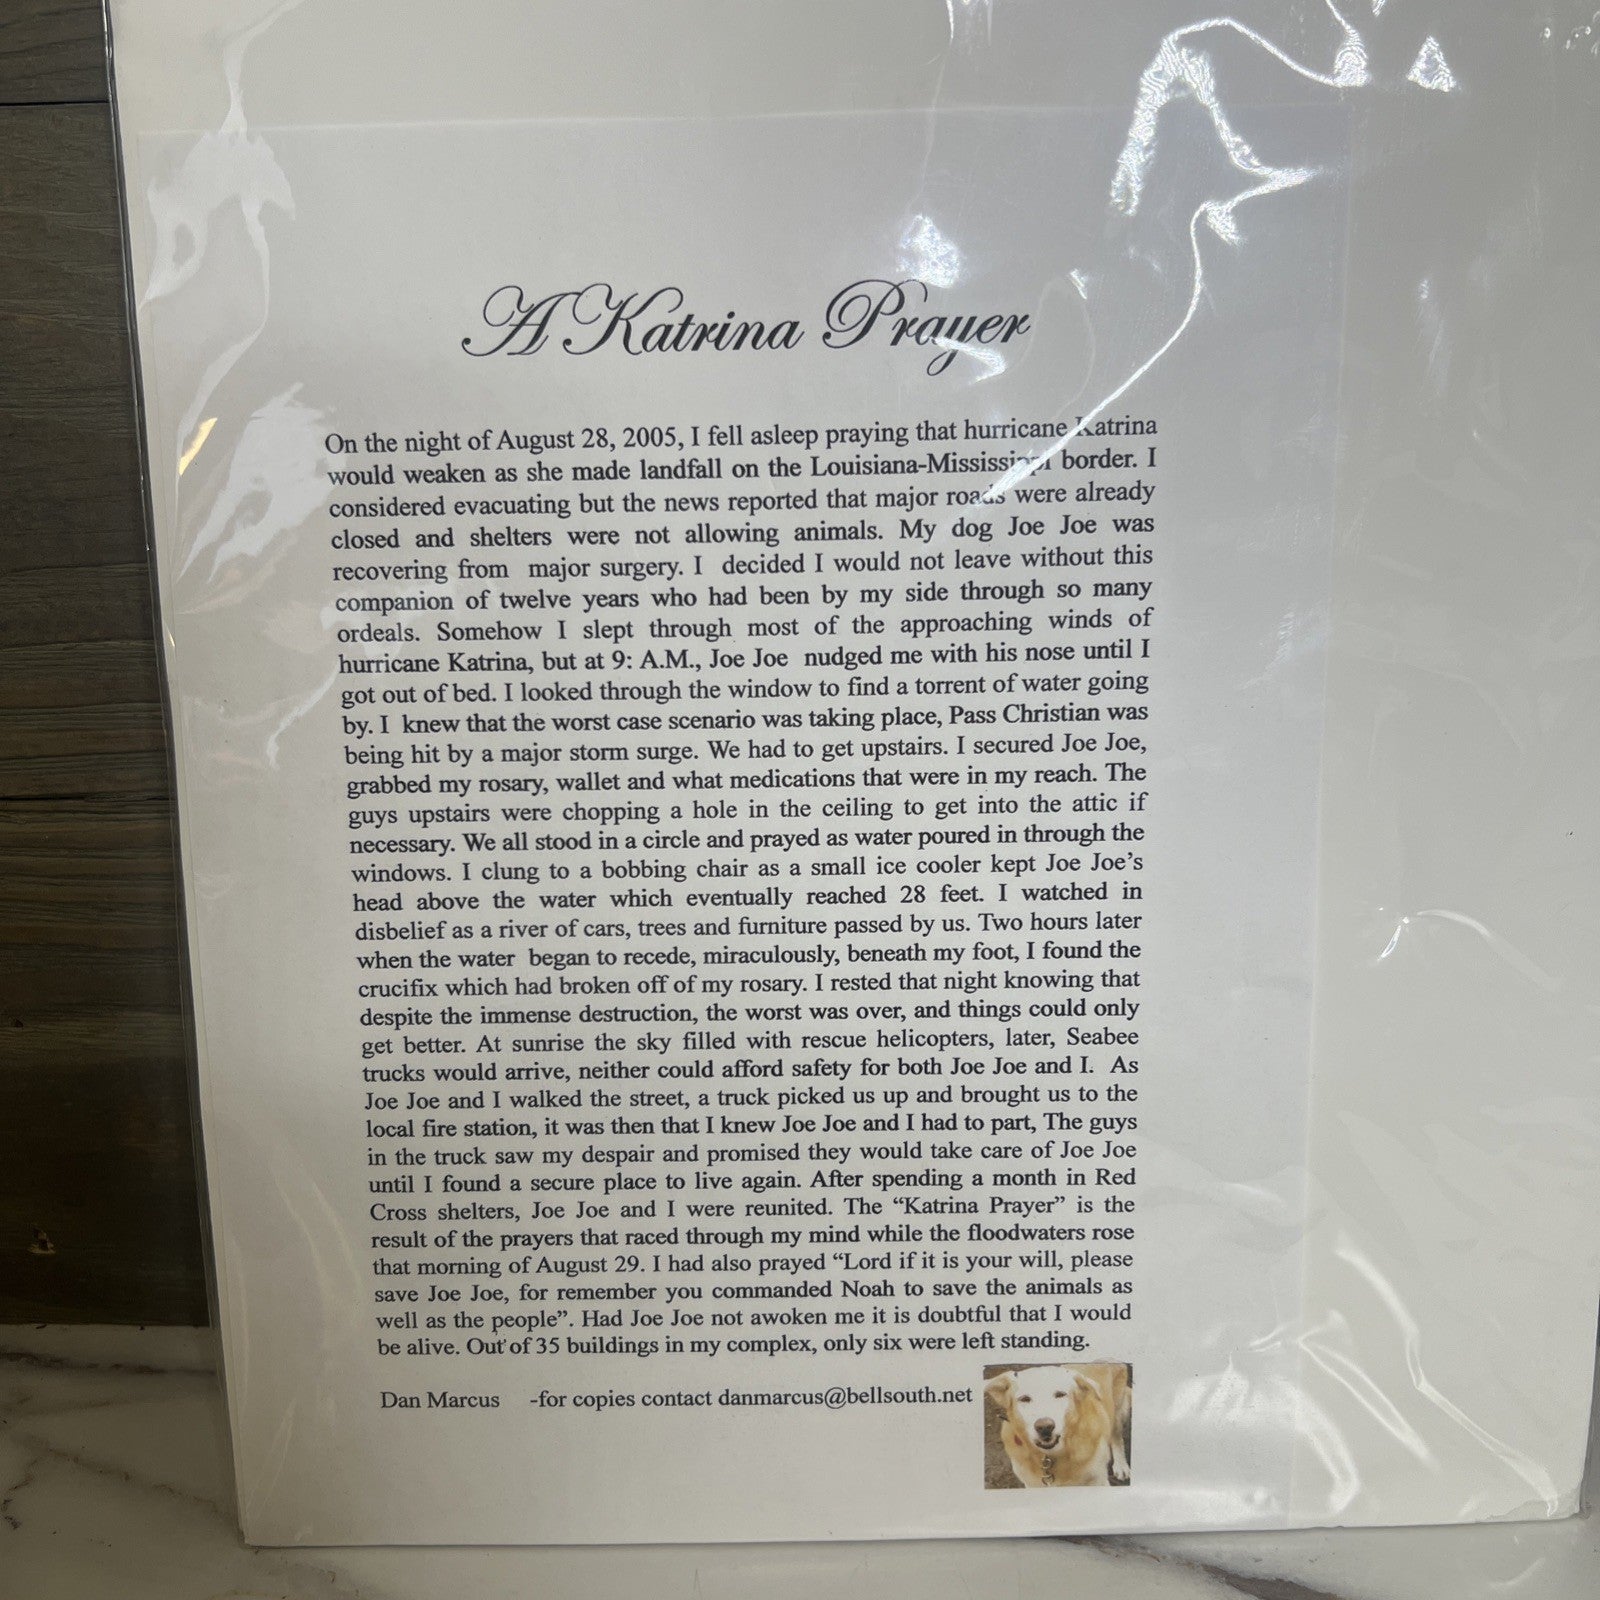 A Katrina Prayer
On the night of August 28, 2005, I fell asleep praying that hurricane Katrina
would weaken as she made landfall on the Louisiana-Mississippi border. I
considered evacuating but the news reported that major roads were already
closed and shelters were not allowing animals. My dog Joe Joe was
recovering from major surgery. I decided I would not leave without this
companion of twelve years who had been by my side through so many
ordeals. Somehow I slept through most of the approaching winds of
hurricane Katrina, but at 9: A.M., Joe Joe nudged me with his nose until I
got out of bed. I looked through the window to find a torrent of water going
by. I knew that the worst case scenario was taking place, Pass Christian was
being hit by a major storm surge. We had to get upstairs. I secured Joe Joe,
grabbed my rosary, wallet and what medications that were in my reach. The
guys upstairs were chopping a hole in the ceiling to get into the attic if
necessary. We all stood in a circle and prayed as water poured in through the
windows. I clung to a bobbing chair as a small ice cooler kept Joe Joe’s
head above the water which eventually reached 28 feet. I watched in
disbelief as a river of cars, trees and furniture passed by us. Two hours later
when the water began to recede, miraculously, beneath my foot, I found the
crucifix which had broken off of my rosary. I rested that night knowing that
despite the immense destruction, the worst was over, and things could only
get better. At sunrise the sky filled with rescue helicopters, later, Seabee
trucks would arrive, neither could afford safety for both Joe Joe and I. As
Joe Joe and I walked the street, a truck picked us up and brought us to the
local fire station, it was then that I knew Joe Joe and I had to part, The guys
in the truck saw my despair and promised they would take care of Joe Joe
until I found a secure place to live again. After spending a month in Red
Cross shelters, Joe Joe and I were reunited. The “Katrina Prayer” is the
result of the prayers that raced through my mind while the floodwaters rose
that morning of August 29. I had also prayed “Lord if it is your will, please
save Joe Joe, for remember you commanded Noah to save the animals as
well as the people”. Had Joe Joe not awoken me it is doubtful that I would
be alive. Out of 35 buildings in my complex, only six were left standing.
Dan Marcus -for copies contact danmarcus@bellsouth.net